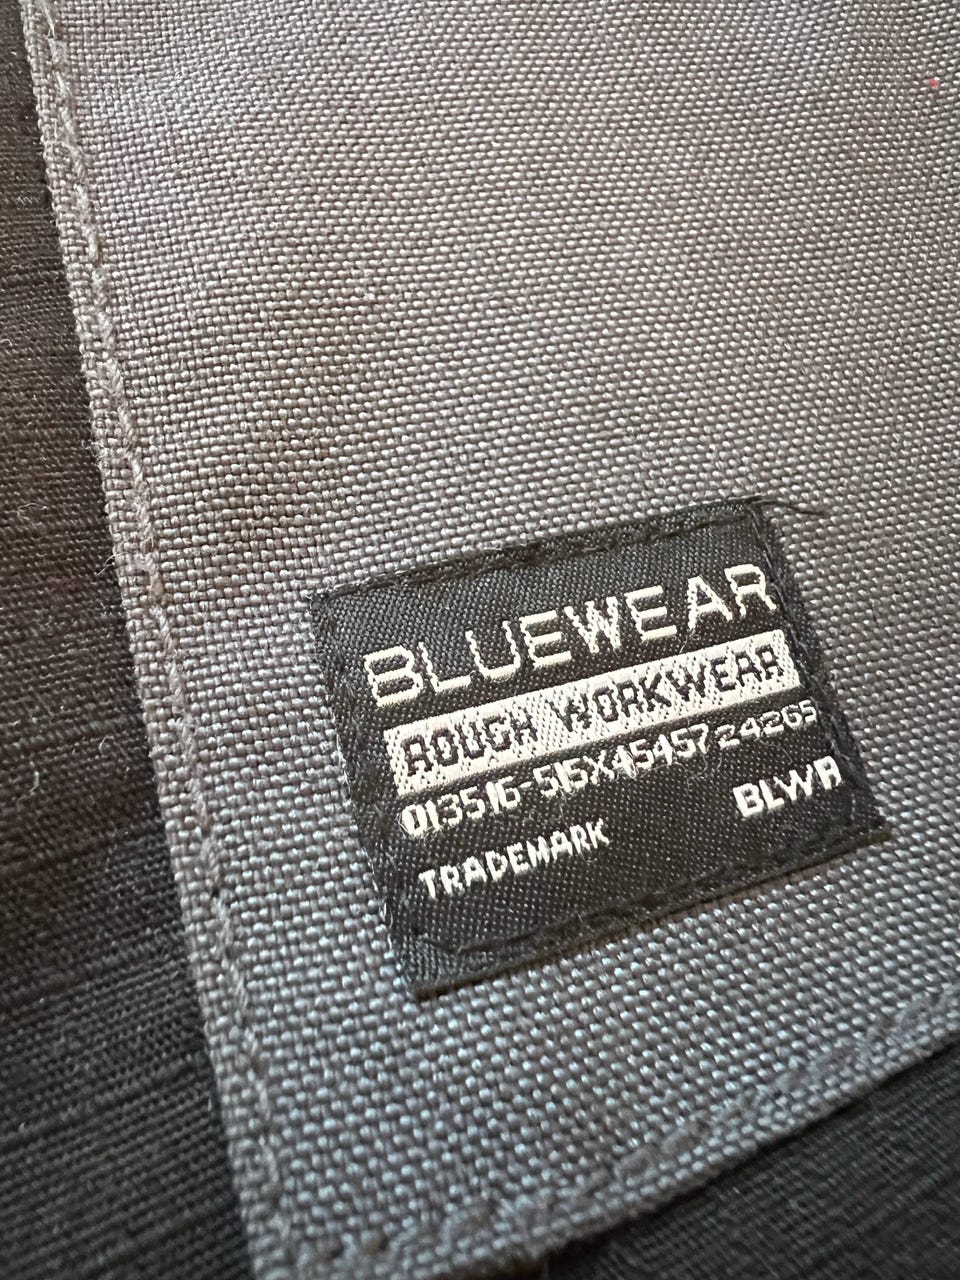 BLUEWEAR
ROUGH WORKWEAR
013516-515X45457 24265
TRADEMARK BLWR